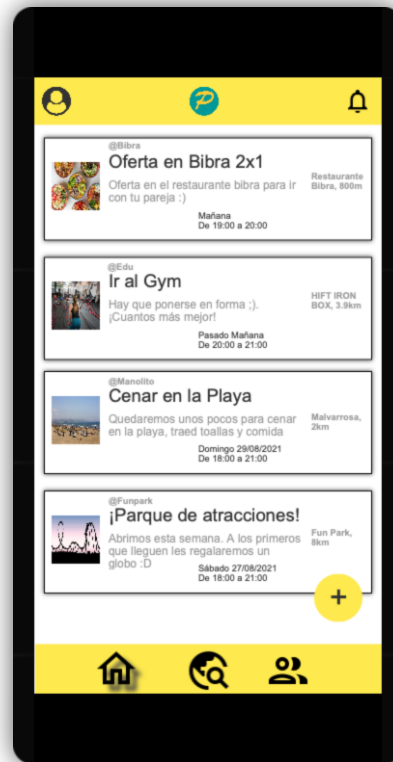 P
@Bibra
Oferta en Bibra 2x1
Oferta en el restaurante bibra para ir
con tu pareja :)
Restaurante
Bibra, 800m
Mañana
De 19:00 a 20:00
@Edu
Ir al Gym
Hay que ponerse en forma ;).
¡Cuantos más mejor!
HIFT IRON
BOX, 3.9km
Pasado Mañana
De 20:00 a 21:00
@Manolito
Cenar en la Playa
Quedaremos unos pocos para cenar
en la playa, traed toallas y comida
Malvarrosa,
2km
Domingo 29/08/2021
De 18:00 a 21:00
@Funpark
¡Parque de atracciones!
Abrimos esta semana. A los primeros
que lleguen les regalaremos un
globo :D
Fun Park,
8km
Sábado 27/08/2021
De 18:00 a 21:00
+